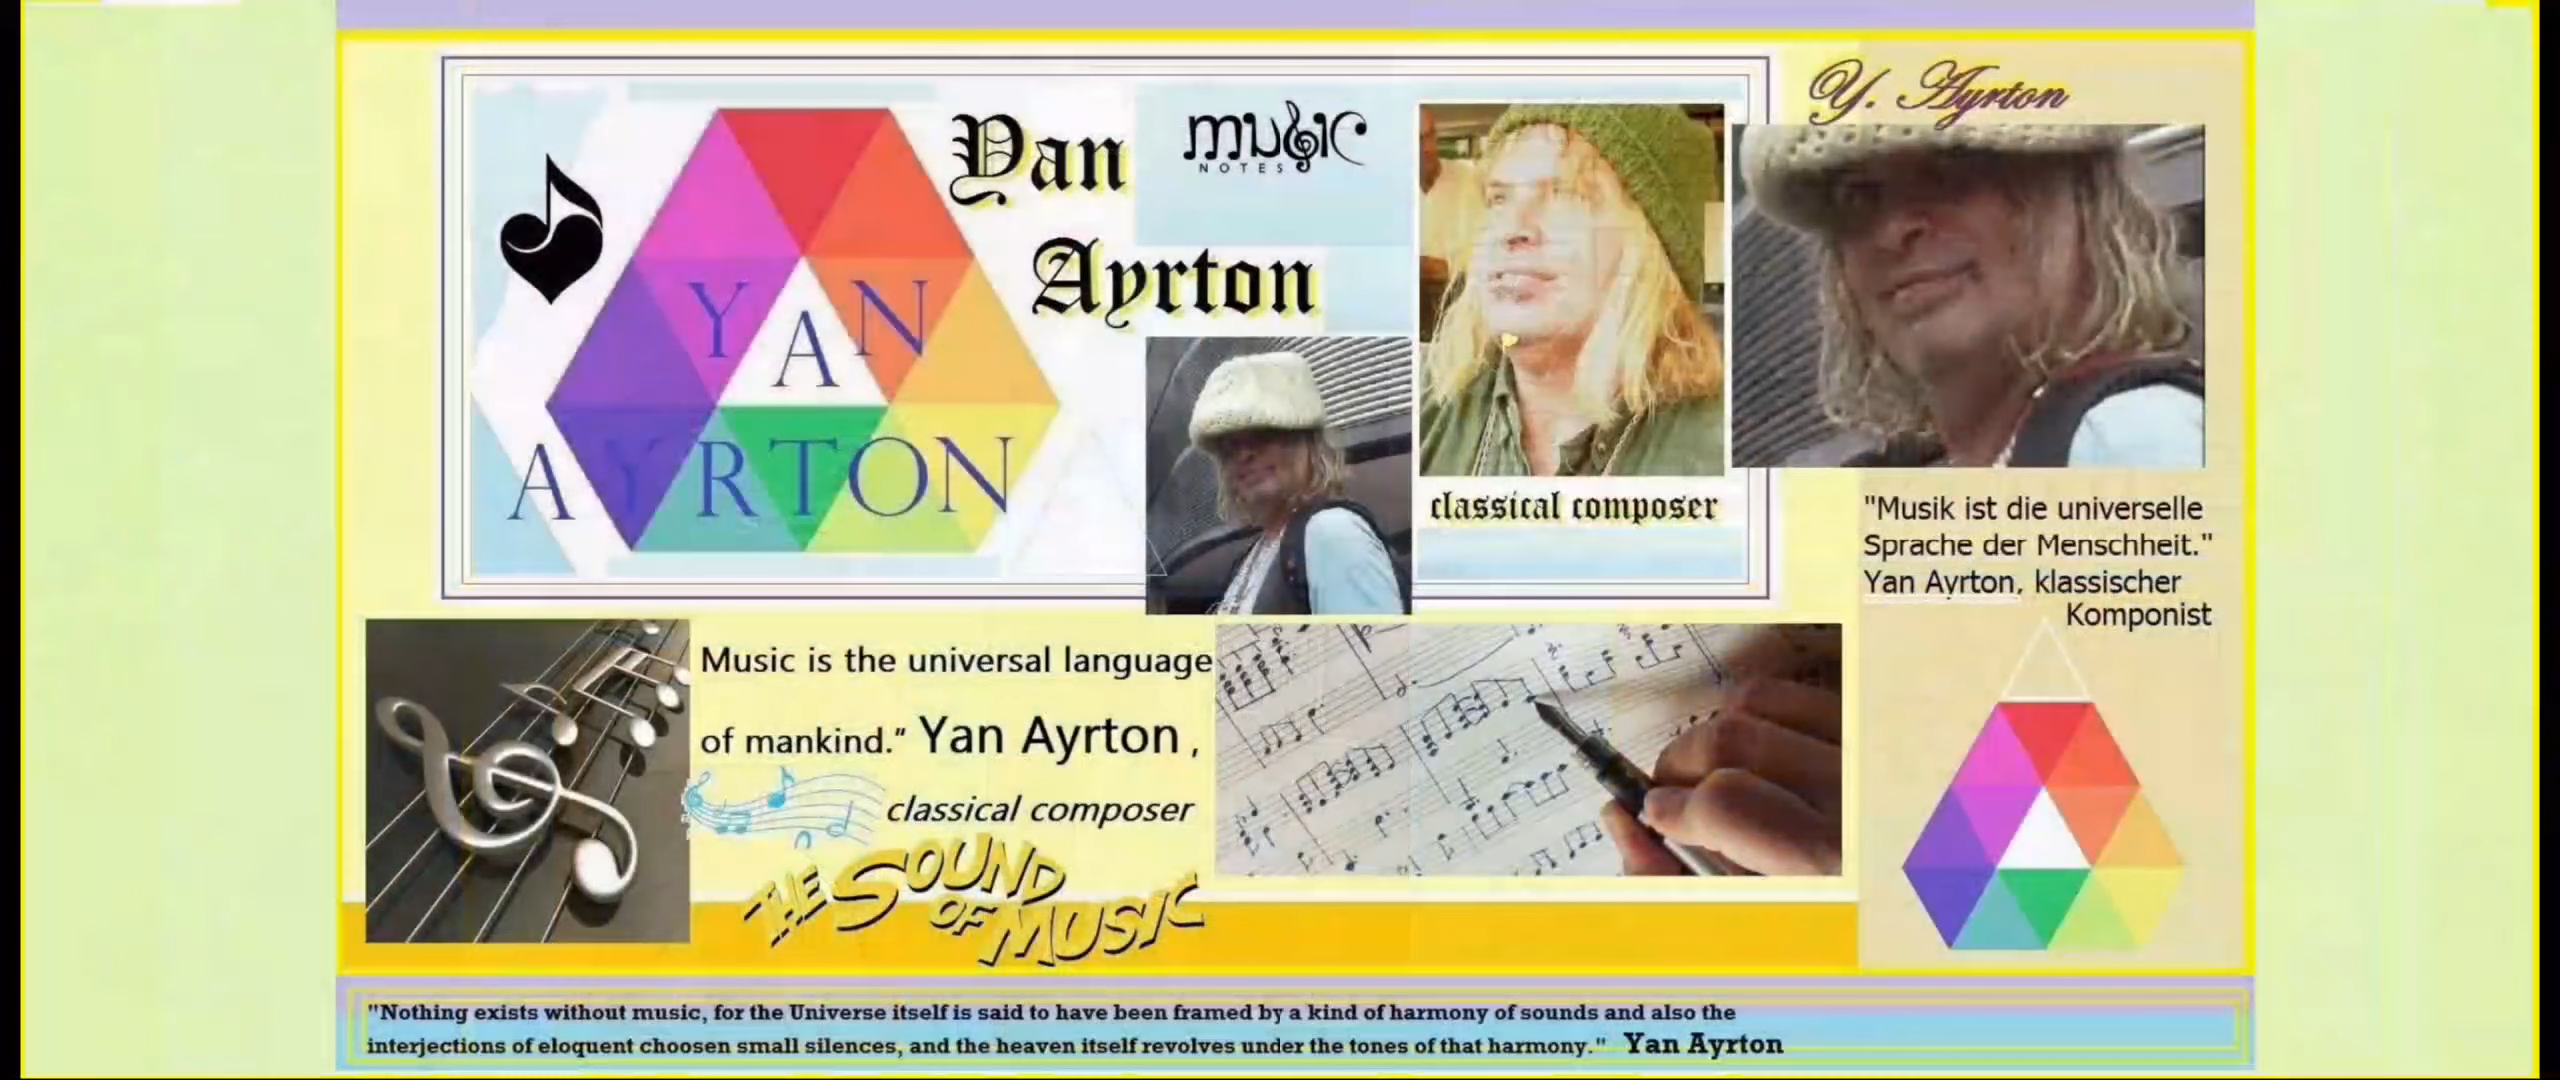 Y. Ayrton
Yan
Ayrton
MUSIC
NOTES
YAN
AYRTON
classical composer
"Musik ist die universelle
Sprache der Menschheit."
Yan Ayrton, klassischer
Komponist
Music is the universal language
of mankind.” Yan Ayrton ,
classical composer
THE SOUND
OF MUSIC
"Nothing exists without music, for the Universe itself is said to have been framed by a kind of harmony of sounds and also the
interjections of eloquent choosen small silences, and the heaven itself revolves under the tones of that harmony." Yan Ayrton